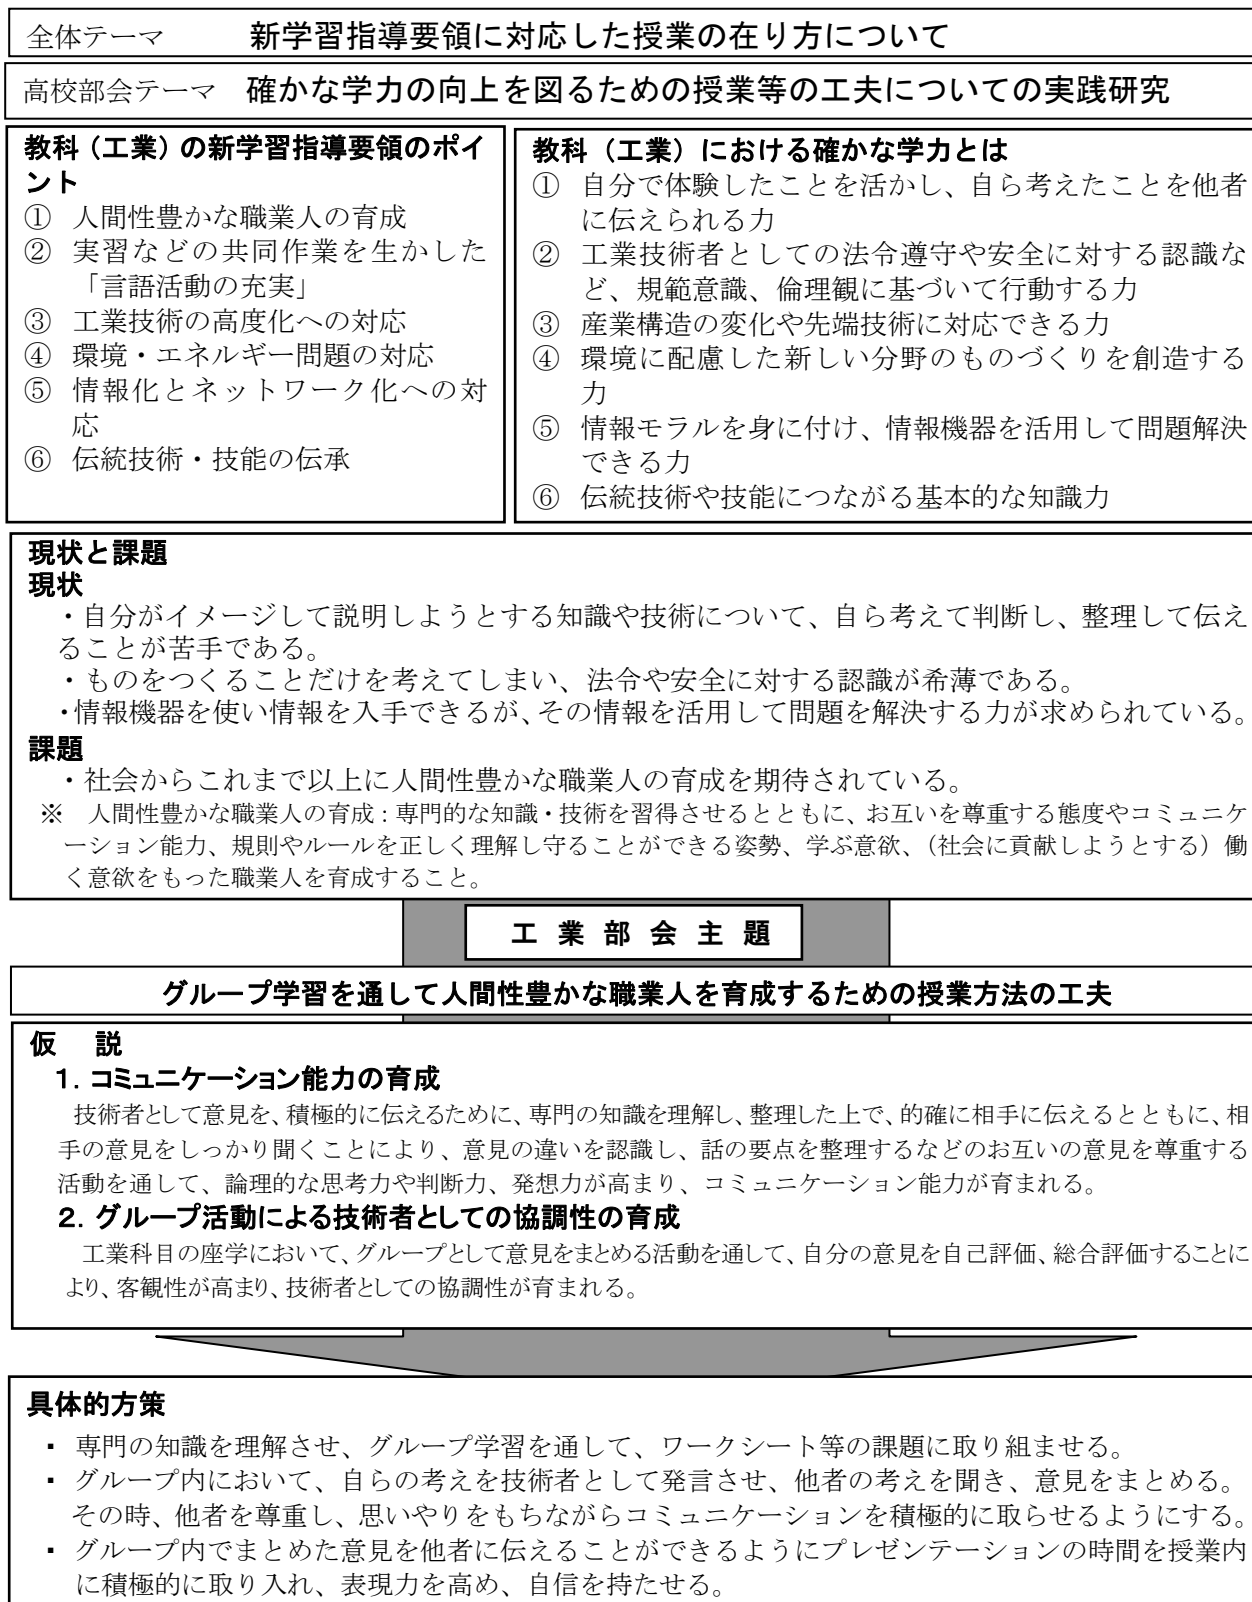 全体テーマ　新学習指導要領に対応した授業の在り方について
高校部会テーマ　確かな学力の向上を図るための授業等の工夫についての実践研究
教科（工業）の新学習指導要領のポイ
ント
① 人間性豊かな職業人の育成
② 実習などの共同作業を生かした
「言語活動の充実」
③ 工業技術の高度化への対応
④ 環境・エネルギー問題の対応
⑤ 情報化とネットワーク化への対
応
⑥ 伝統技術・技能の伝承
教科（工業）における確かな学力とは
① 自分で体験したことを活かし、自ら考えたことを他者
に伝えられる力
② 工業技術者としての法令遵守や安全に対する認識な
ど、規範意識、倫理観に基づいて行動する力
③ 産業構造の変化や先端技術に対応できる力
④ 環境に配慮した新しい分野のものづくりを創造する
力
⑤ 情報モラルを身に付け、情報機器を活用して問題解決
できる力
⑥ 伝統技術や技能につながる基本的な知識力
現状と課題
現状
・自分がイメージして説明しようとする知識や技術について、自ら考えて判断し、整理して伝え
ることが苦手である。
・ものをつくることだけを考えてしまい、法令や安全に対する認識が希薄である。
・情報機器を使い情報を入手できるが、その情報を活用して問題を解決する力が求められている。
課題
・社会からこれまで以上に人間性豊かな職業人の育成を期待されている。
※　人間性豊かな職業人の育成：専門的な知識・技術を習得させるとともに、お互いを尊重する態度やコミュニケ
ーション能力、規則やルールを正しく理解し守ることができる姿勢、学ぶ意欲、（社会に貢献しようとする）働
く意欲をもった職業人を育成すること。
工 業 部 会 主 題
グループ学習を通して人間性豊かな職業人を育成するための授業方法の工夫
仮　説
１．コミュニケーション能力の育成
技術者として意見を、積極的に伝えるために、専門の知識を理解し、整理した上で、的確に相手に伝えるとともに、相
手の意見をしっかり聞くことにより、意見の違いを認識し、話の要点を整理するなどのお互いの意見を尊重する
活動を通して、論理的な思考力や判断力、発想力が高まり、コミュニケーション能力が育まれる。
２．グループ活動による技術者としての協調性の育成
工業科目の座学において、グループとして意見をまとめる活動を通して、自分の意見を自己評価、総合評価することに
より、客観性が高まり、技術者としての協調性が育まれる。
具体的方策
▪ 専門の知識を理解させ、グループ学習を通して、ワークシート等の課題に取り組ませる。
▪ グループ内において、自らの考えを技術者として発言させ、他者の考えを聞き、意見をまとめる。
その時、他者を尊重し、思いやりをもちながらコミュニケーションを積極的に取らせるようにする。
▪ グループ内でまとめた意見を他者に伝えることができるようにプレゼンテーションの時間を授業内
に積極的に取り入れ、表現力を高め、自信を持たせる。